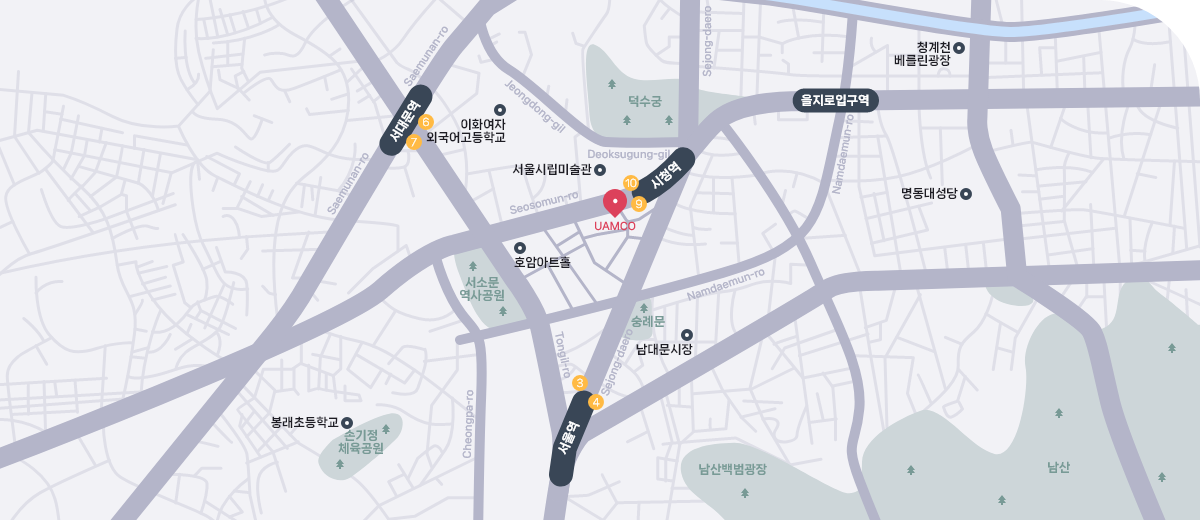 청계천
베를린광장
Sejong-daero
Saemunan-ro
Jeongdong-gil
덕수궁
을지로입구역
서대문역
6
7
이화여자
외국어고등학교
Deoksugung-gil
Namdaemun-ro
서울시립미술관
시청역
10
9
Saemunan-ro
Seosomun-ro
UAMCO
명동대성당
호암아트홀
서소문
역사공원
Namdaemun-ro
숭례문
남대문시장
Tongil-ro
Sejong-daero
3
4
서울역
Cheongpa-ro
봉래초등학교
손기정
체육공원
남산백범광장
남산